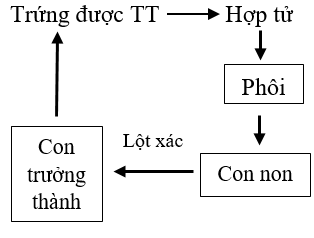 Trứng được TT
Hợp tử
Phôi
Con non
Lột xác
Con
trưởng
thành